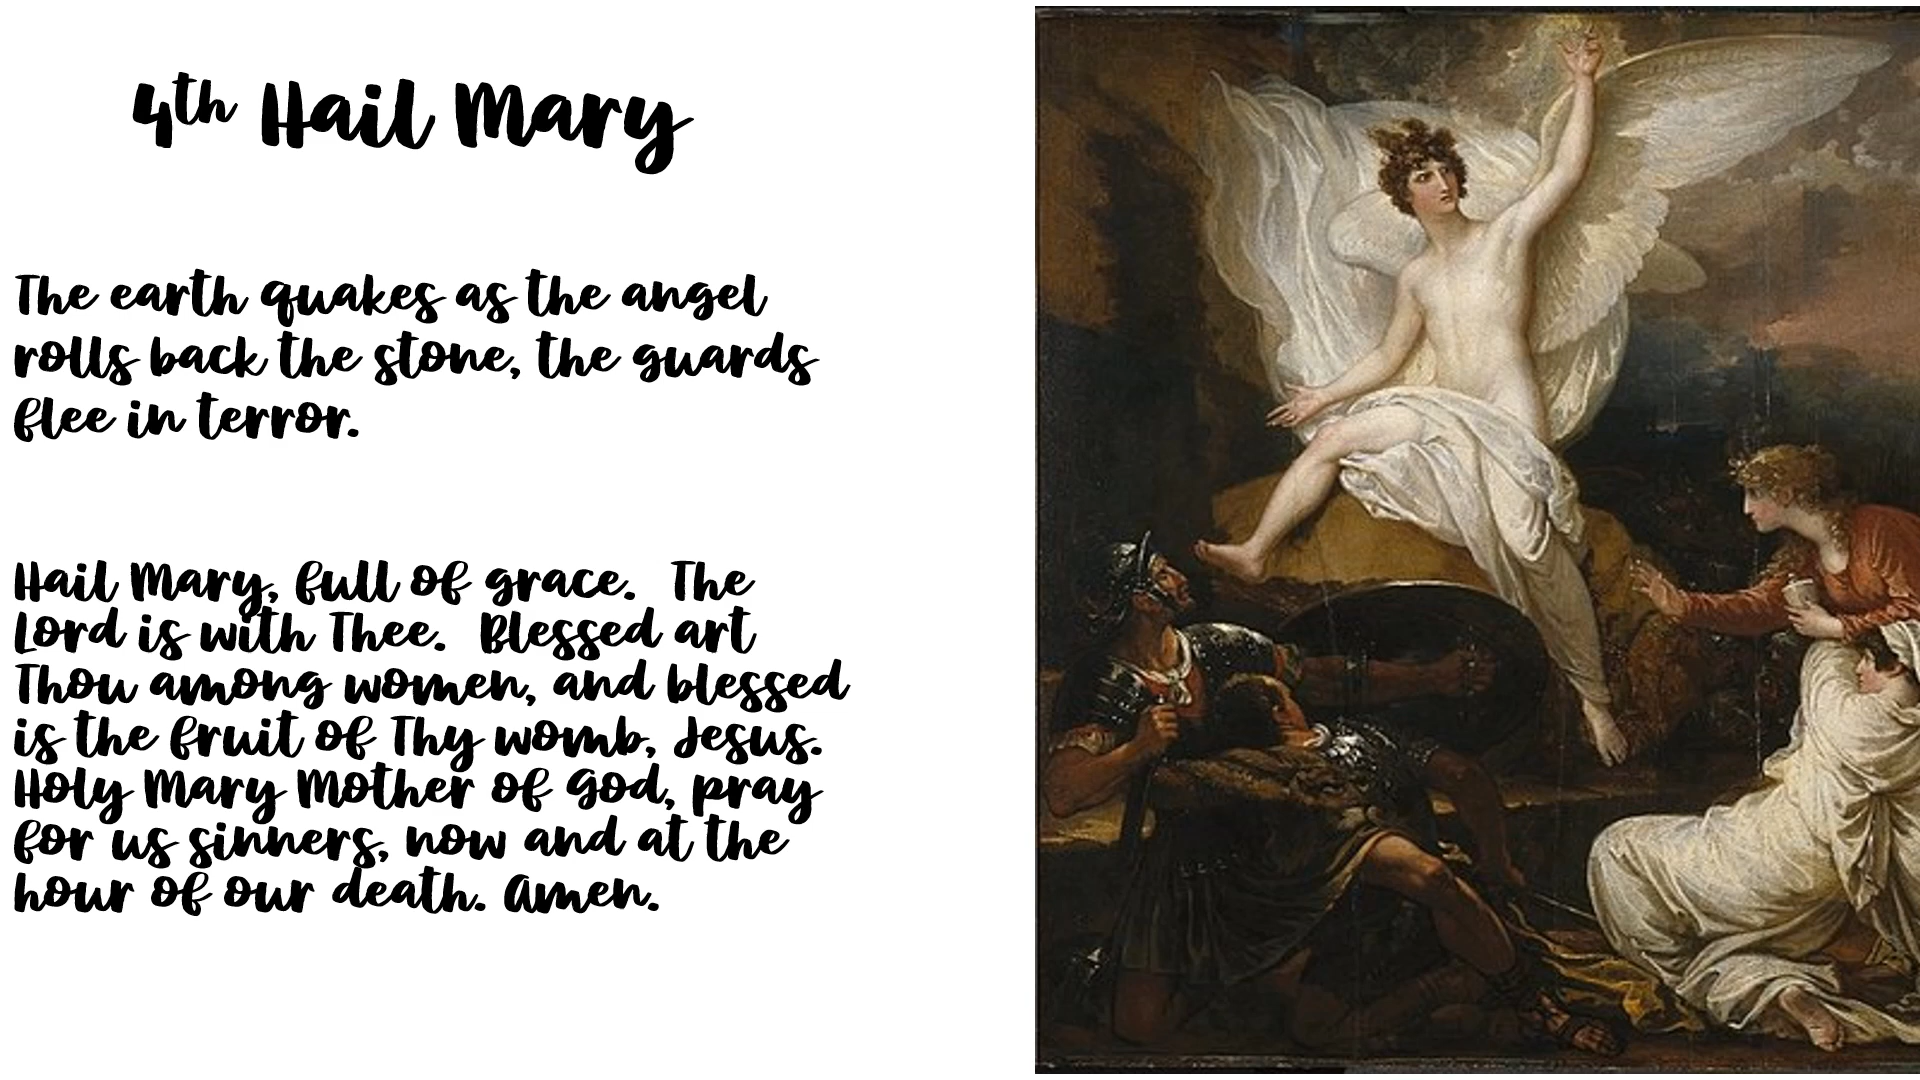 4th Hail Mary
The earth quakes as the angel
rolls back the stone, the guards
flee in terror.
Hail Mary, full of grace.  The
Lord is with Thee.  Blessed art
Thou among women, and blessed
is the fruit of Thy womb, Jesus.
Holy Mary Mother of God, pray
for us sinners, now and at the
hour of our death. Amen.